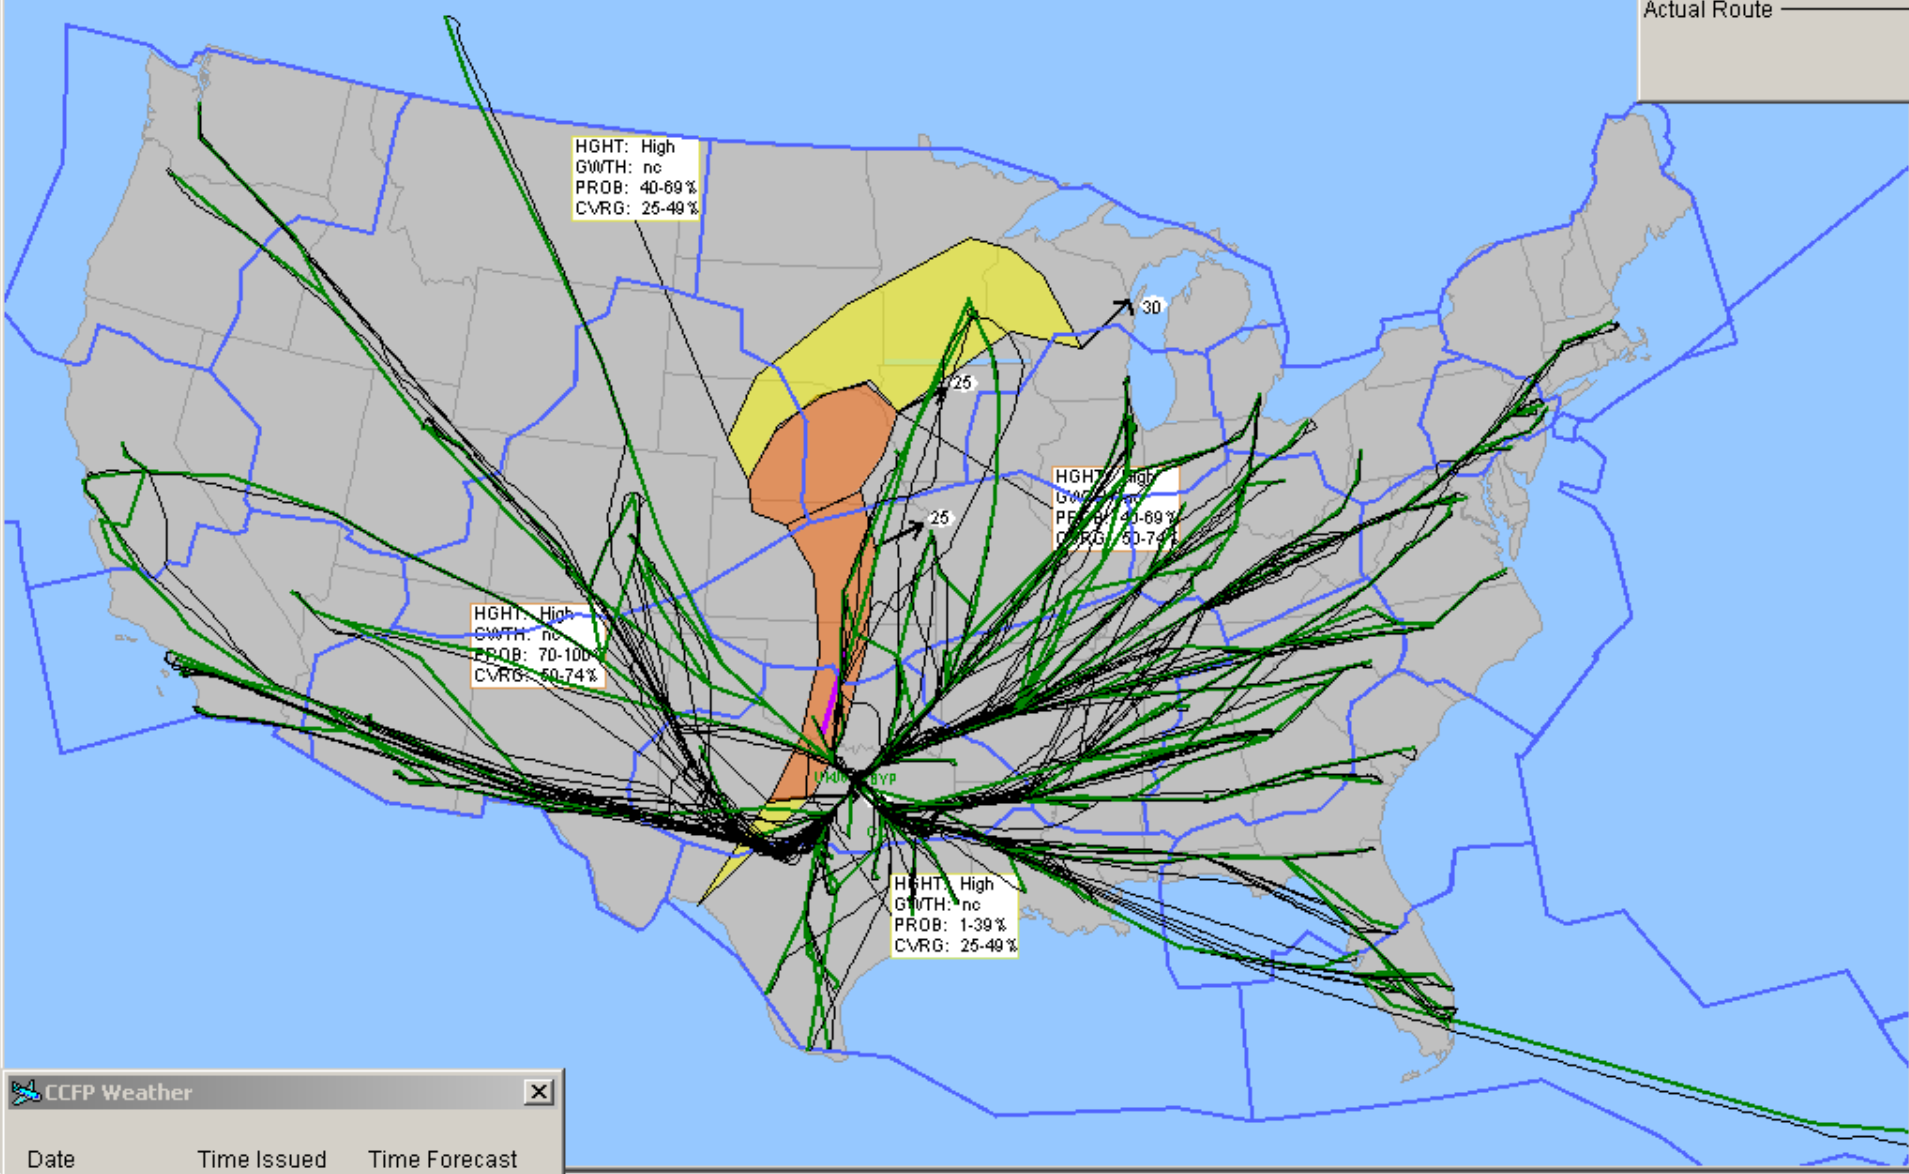 Actual Route
HGHT: High
GWTH: nc
PROB: 40-69%
CVRG: 25-49%
30
25
HGHT: High
PROB: 40-69%
CVRG: 50-74%
25
HGHT: High
GWTH: nc
PROB: 70-100%
CVRG: 50-74%
BYP
HGHT: High
GWTH: nc
PROB: 1-39%
CVRG: 25-49%
CCFP Weather
Date Time Issued Time Forecast